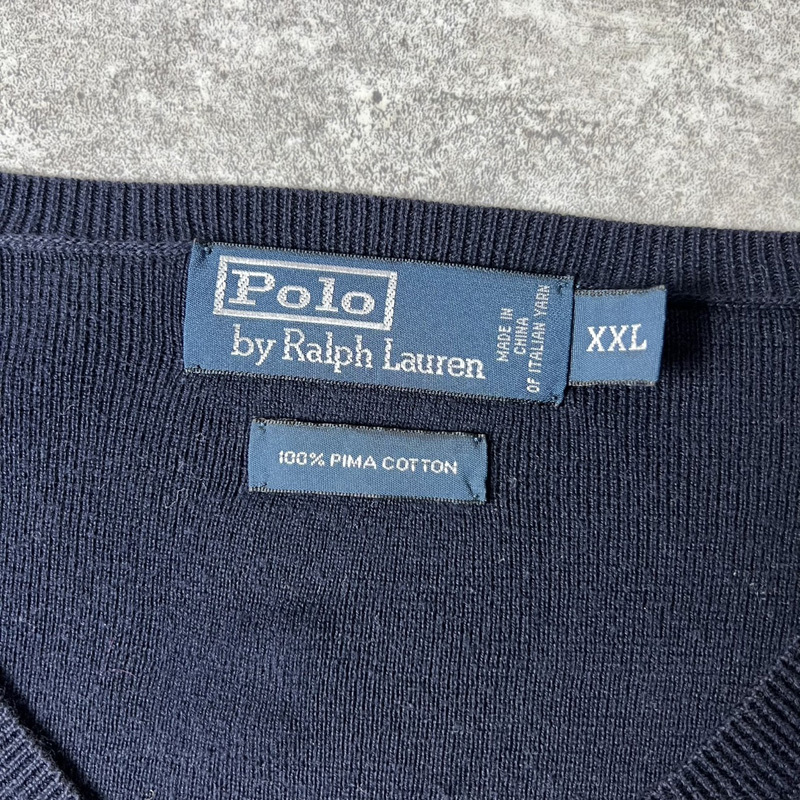 Polo
by Ralph Lauren
MADE IN
CHINA
OF ITALIAN YARN
XXL
100% PIMA COTTON